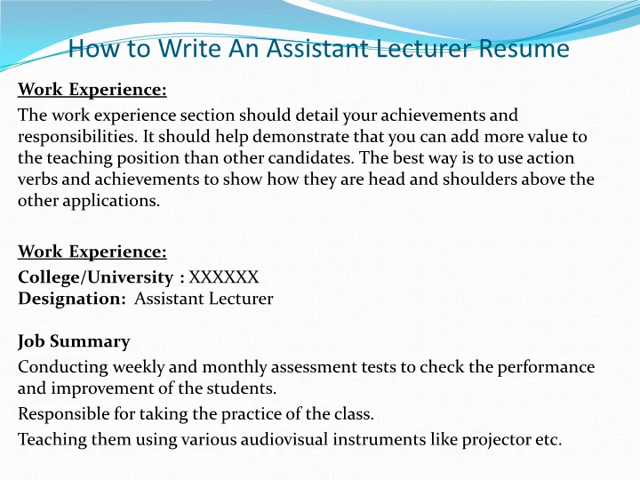 How to Write An Assistant Lecturer Resume
Work Experience:
The work experience section should detail your achievements and
responsibilities. It should help demonstrate that you can add more value to
the teaching position than other candidates. The best way is to use action
verbs and achievements to show how they are head and shoulders above the
other applications.
Work Experience:
College/University : XXXXXX
Designation: Assistant Lecturer
Job Summary
Conducting weekly and monthly assessment tests to check the performance
and improvement of the students.
Responsible for taking the practice of the class.
Teaching them using various audiovisual instruments like projector etc.